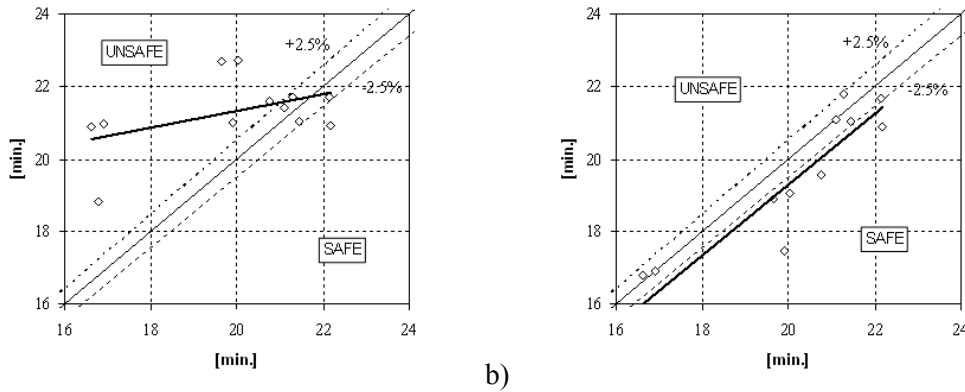 24
22
20
18
16
[min.]
UNSAFE
+2.5%
-2.5%
SAFE
16 18 20 22 24
[min.]
b)
24
22
20
18
16
[min.]
UNSAFE
+2.5%
-2.5%
SAFE
16 18 20 22 24
[min.]